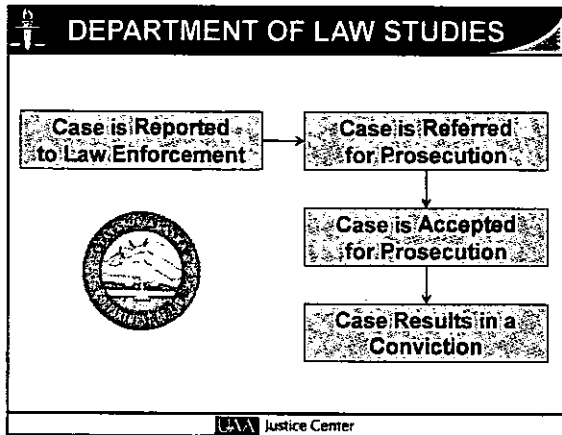 DEPARTMENT OF LAW STUDIES
Case is Reported
to Law Enforcement
Case is Referred
for Prosecution
Case is Accepted
for Prosecution
Case Results in a
Conviction
UAA Justice Center